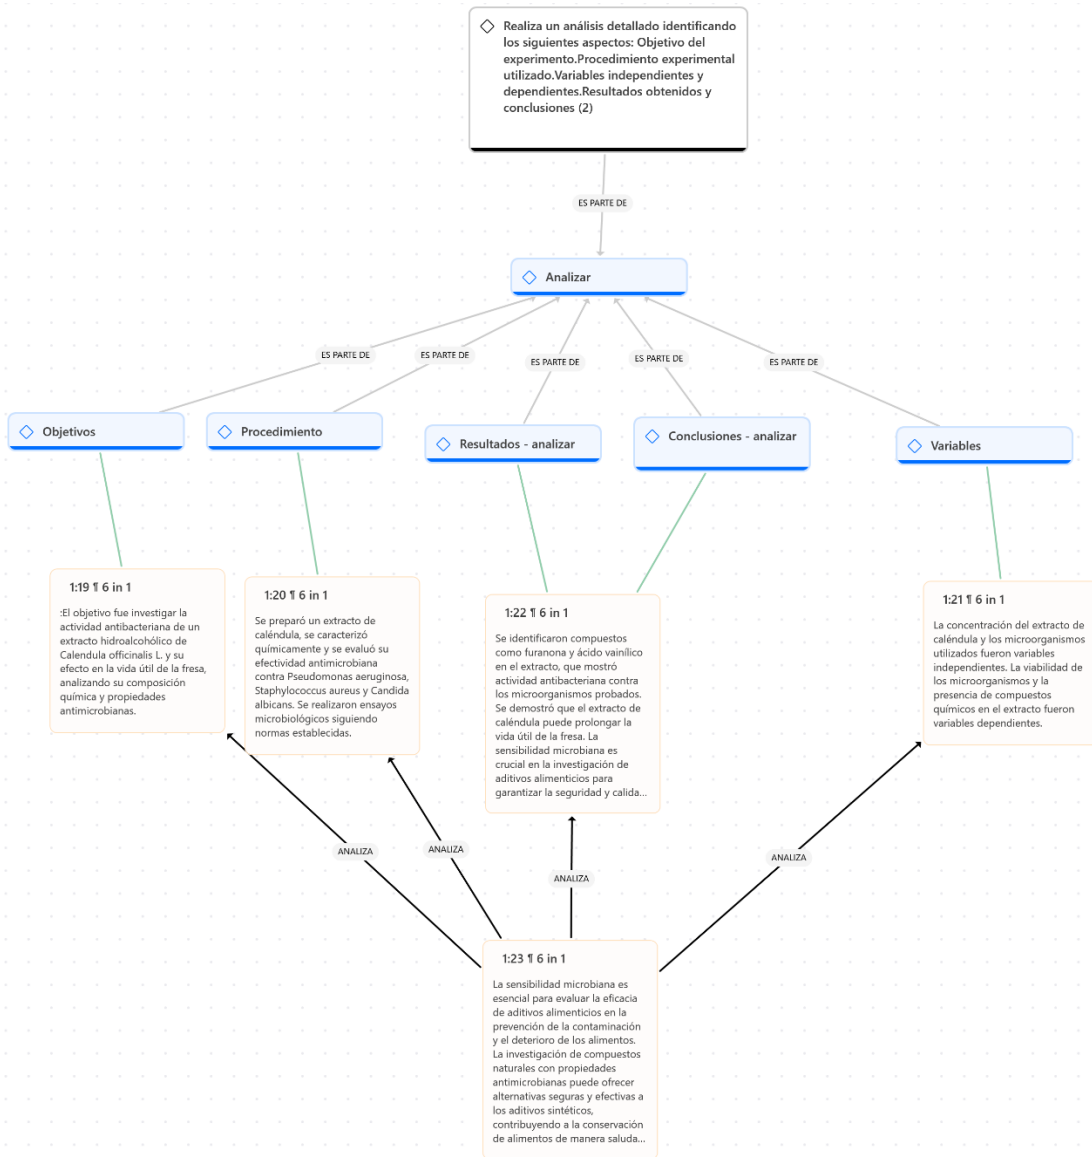 Realiza un análisis detallado identificando
los siguientes aspectos: Objetivo del
experimento.Procedimiento experimental
utilizado.Variables independientes y
dependientes.Resultados obtenidos y
conclusiones (2)
ES PARTE DE
Analizar
ES PARTE DE
ES PARTE DE
ES PARTE DE
ES PARTE DE
ES PARTE DE
Objetivos
Procedimiento
Resultados - analizar
Conclusiones - analizar
Variables
1:19 ¶ 6 in 1
:El objetivo fue investigar la
actividad antibacteriana de un
extracto hidroalcohólico de
Calendula officinalis L. y su
efecto en la vida útil de la fresa,
analizando su composición
química y propiedades
antimicrobianas.
1:20 ¶ 6 in 1
Se preparó un extracto de
caléndula, se caracterizó
químicamente y se evaluó su
efectividad antimicrobiana
contra Pseudomonas aeruginosa,
Staphylococcus aureus y Candida
albicans. Se realizaron ensayos
microbiológicos siguiendo
normas establecidas.
1:22 ¶ 6 in 1
Se identificaron compuestos
como furanona y ácido vainílico
en el extracto, que mostró
actividad antibacteriana contra
los microorganismos probados.
Se demostró que el extracto de
caléndula puede prolongar la
vida útil de la fresa. La
sensibilidad microbiana es
crucial en la investigación de
aditivos alimenticios para
garantizar la seguridad y calida...
1:21 ¶ 6 in 1
La concentración del extracto de
caléndula y los microorganismos
utilizados fueron variables
independientes. La viabilidad de
los microorganismos y la
presencia de compuestos
químicos en el extracto fueron
variables dependientes.
ANALIZA
ANALIZA
ANALIZA
ANALIZA
1:23 ¶ 6 in 1
La sensibilidad microbiana es
esencial para evaluar la eficacia
de aditivos alimenticios en la
prevención de la contaminación
y el deterioro de los alimentos.
La investigación de compuestos
naturales con propiedades
antimicrobianas puede ofrecer
alternativas seguras y efectivas a
los aditivos sintéticos,
contribuyendo a la conservación
de alimentos de manera saluda...